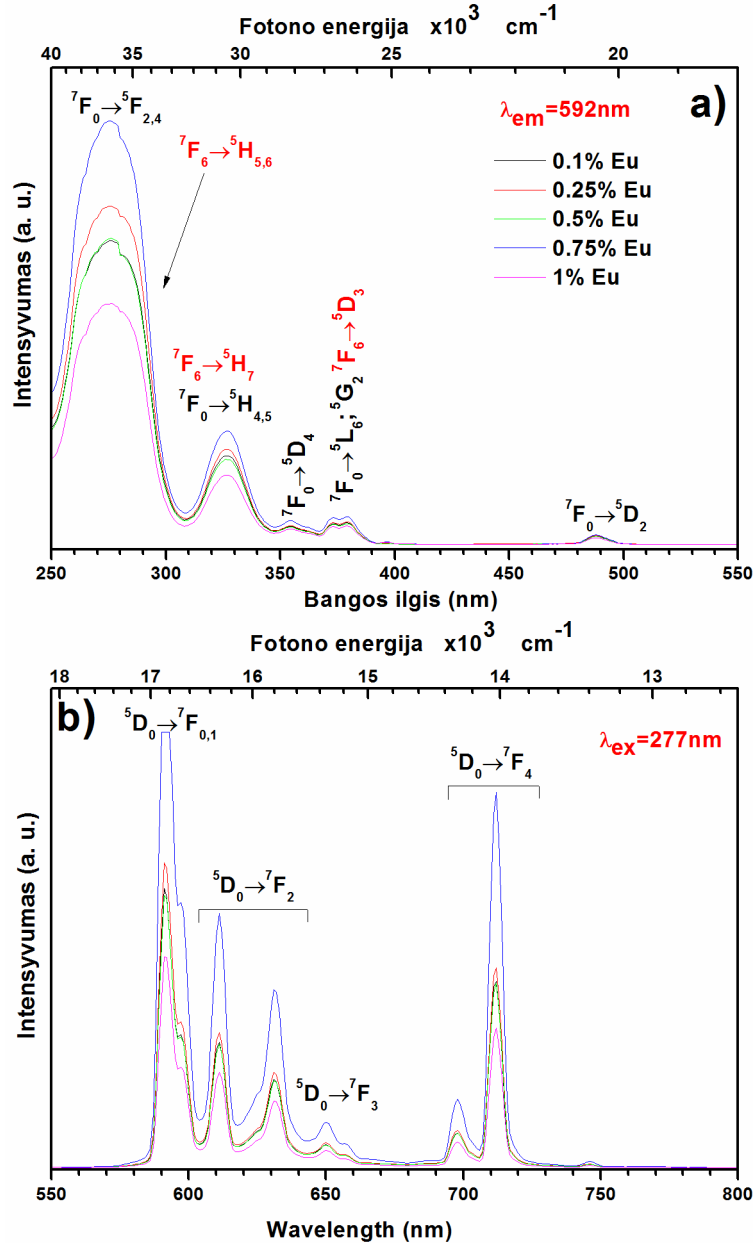 Fotono energija x10³ cm⁻¹
40 35 30 25 20
⁷F₀→⁵F₂,₄
a)
λem=592nm
⁷F₆→⁵H₅,₆
0.1% Eu
0.25% Eu
0.5% Eu
0.75% Eu
1% Eu
⁷F₆→⁵H₇
⁷F₀→⁵H₄,₅
⁷F₀→⁵D₄
⁷F₀→⁵L₆; ⁵G₂
⁷F₆→⁵D₃
⁷F₀→⁵D₂
Intensyvumas (a. u.)
250 300 350 400 450 500 550
Bangos ilgis (nm)
Fotono energija x10³ cm⁻¹
18 17 16 15 14 13
b)
⁵D₀→⁷F₀,₁
λex=277nm
⁵D₀→⁷F₄
⁵D₀→⁷F₂
⁵D₀→⁷F₃
Intensyvumas (a. u.)
550 600 650 700 750 800
Wavelength (nm)